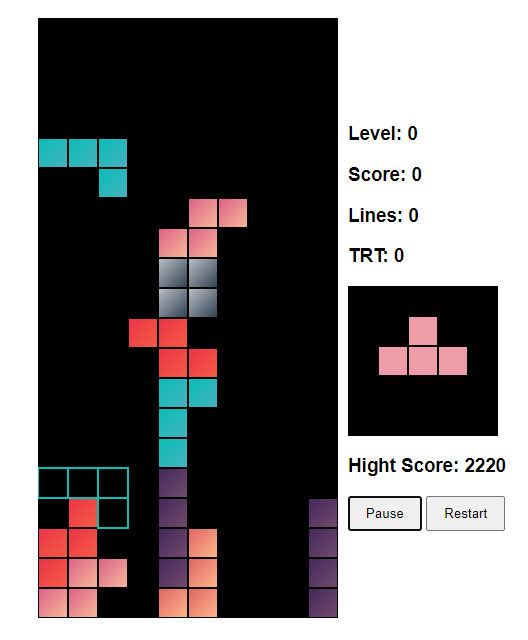 Level: 0
Score: 0
Lines: 0
TRT: 0
Hight Score: 2220
Pause Restart